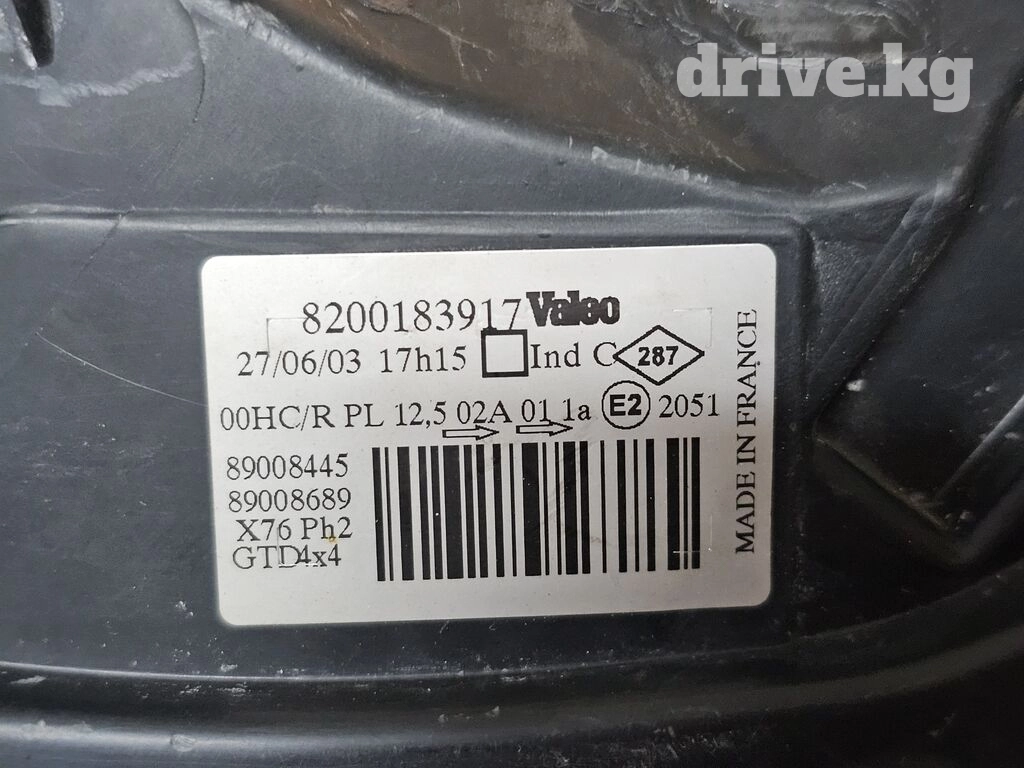 drive.kg
8200183917 Valeo
27/06/03 17h15 Ind C 287
00HC/R PL 12,5 02A 01 1a E2 2051
89008445
89008689
X76 Ph2
GTD4x4
MADE IN FRANCE